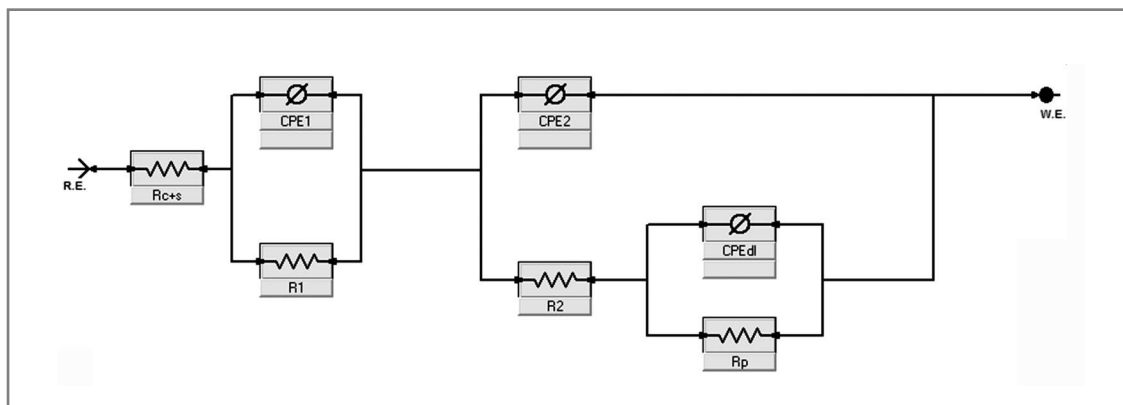 CPE1
CPE2
W.E.
R.E.
Rc+s
CPEdl
R1
R2
Rp